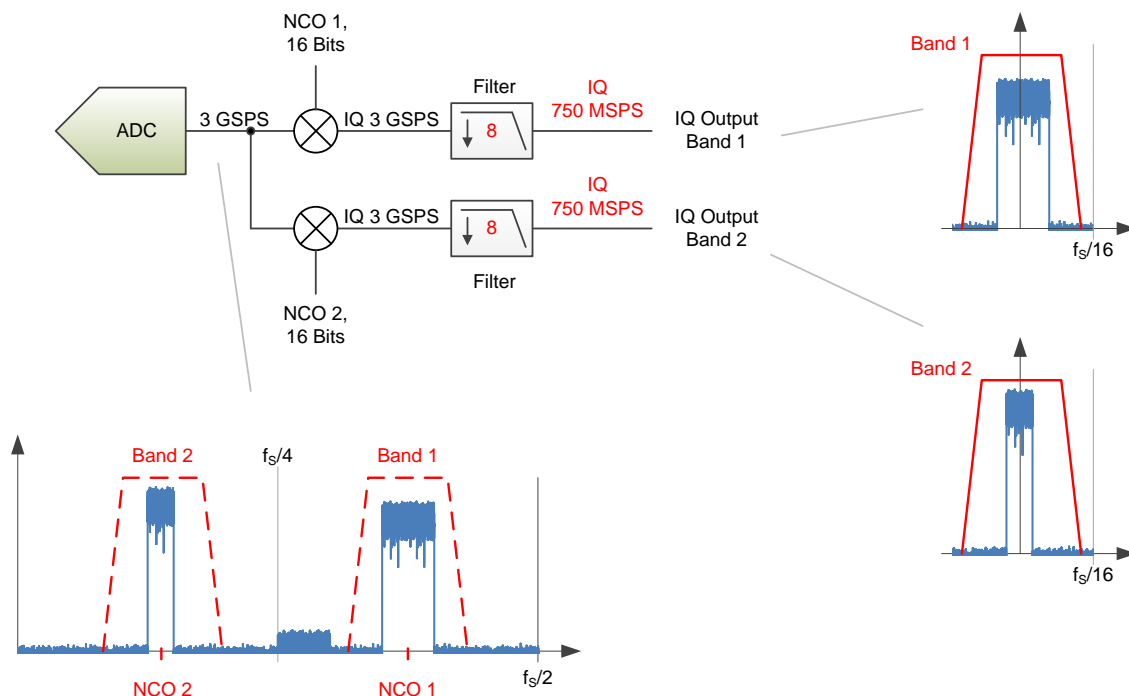 NCO 1,
16 Bits
ADC
3 GSPS
IQ 3 GSPS
Filter
8
IQ
750 MSPS
IQ Output
Band 1
IQ 3 GSPS
8
Filter
IQ
750 MSPS
IQ Output
Band 2
NCO 2,
16 Bits
Band 1
fS/16
Band 2
fS/16
Band 2
fS/4
Band 1
NCO 2
NCO 1
fS/2